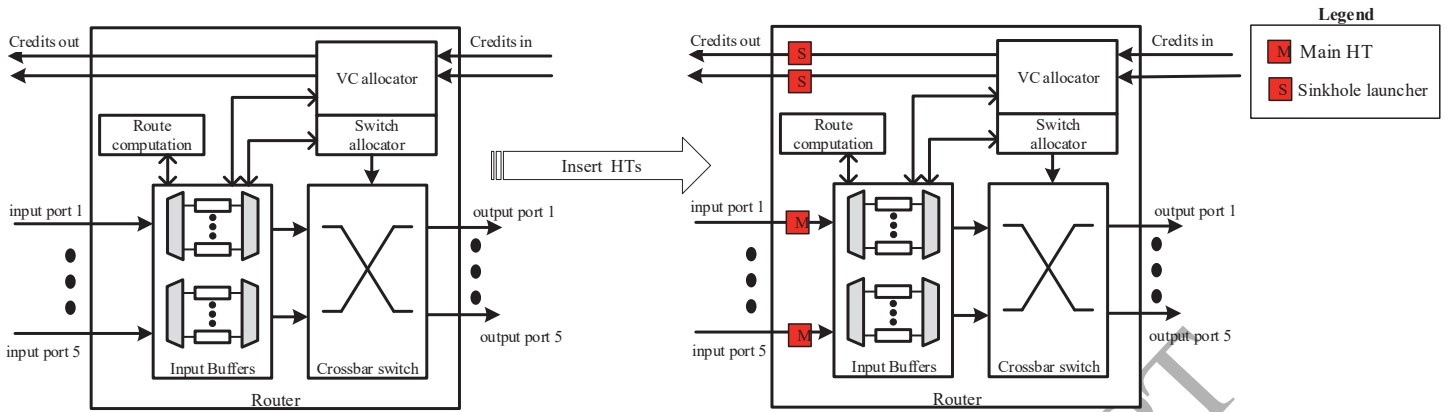 Legend
Credits out
Credits in
VC allocator
Route
computation
Switch
allocator
input port 1
output port 1
input port 5
output port 5
Input Buffers
Crossbar switch
Router
Insert HTs
Credits out
S
S
Credits in
VC allocator
Route
computation
Switch
allocator
input port 1
M
output port 1
input port 5
M
output port 5
Input Buffers
Crossbar switch
Router
M Main HT
S Sinkhole launcher
PT